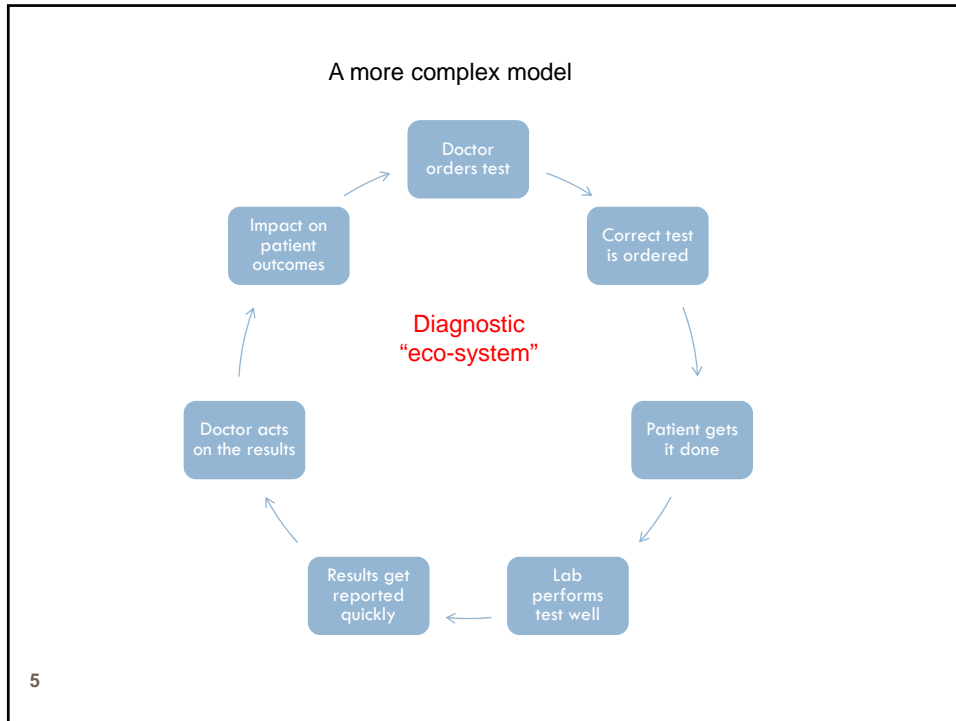 A more complex model
Doctor
orders test
Correct test
is ordered
Patient gets
it done
Lab
performs
test well
Results get
reported
quickly
Doctor acts
on the results
Impact on
patient
outcomes
Diagnostic
“eco-system”
5